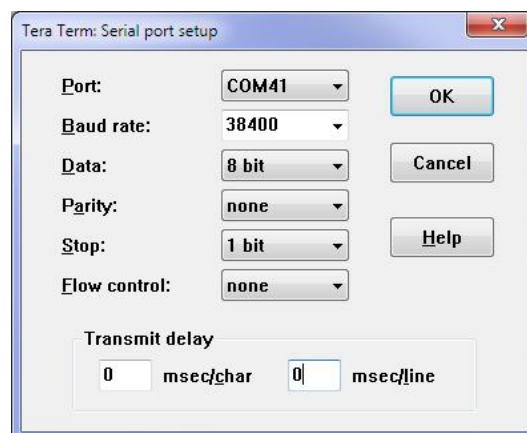 Tera Term: Serial port setup
Port: COM41
OK
Baud rate: 38400
Data: 8 bit
Cancel
Parity: none
Stop: 1 bit
Help
Flow control: none
Transmit delay
0 msec/char 0 msec/line